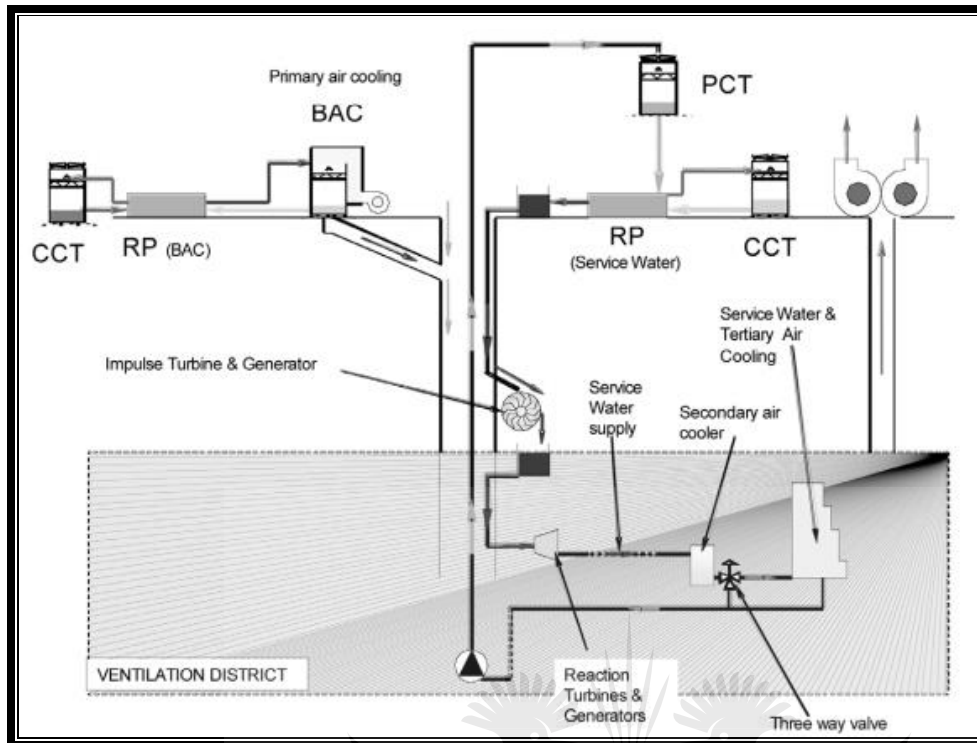 Primary air cooling
BAC
PCT
CCT
RP (BAC)
RP
(Service Water)
CCT
Service Water &
Tertiary Air
Cooling
Impulse Turbine & Generator
Service
Water
supply
Secondary air
cooler
VENTILATION DISTRICT
Reaction
Turbines &
Generators
Three way valve